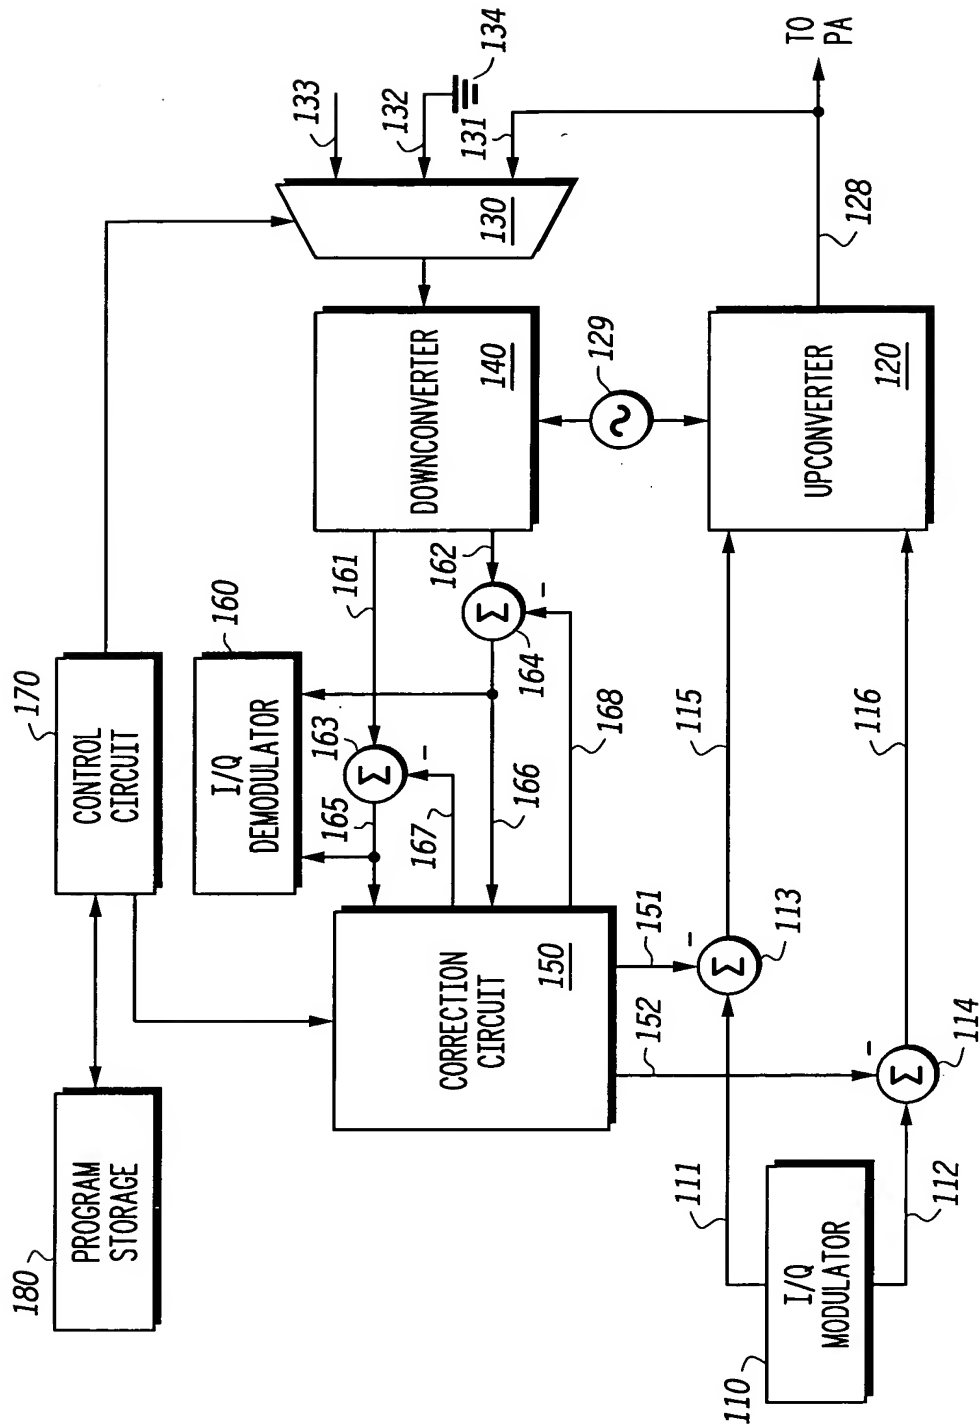 180
PROGRAM
STORAGE
170
CONTROL
CIRCUIT
160
I/Q
DEMODULATOR
133
132
134
131
130
161
162
DOWNCONVERTER
140
163
Σ
−
164
Σ
−
165
167
166
168
CORRECTION
CIRCUIT
150
129
~
151
152
115
116
UPCONVERTER
120
128
TO
PA
111
112
113
Σ
−
114
Σ
−
110
I/Q
MODULATOR